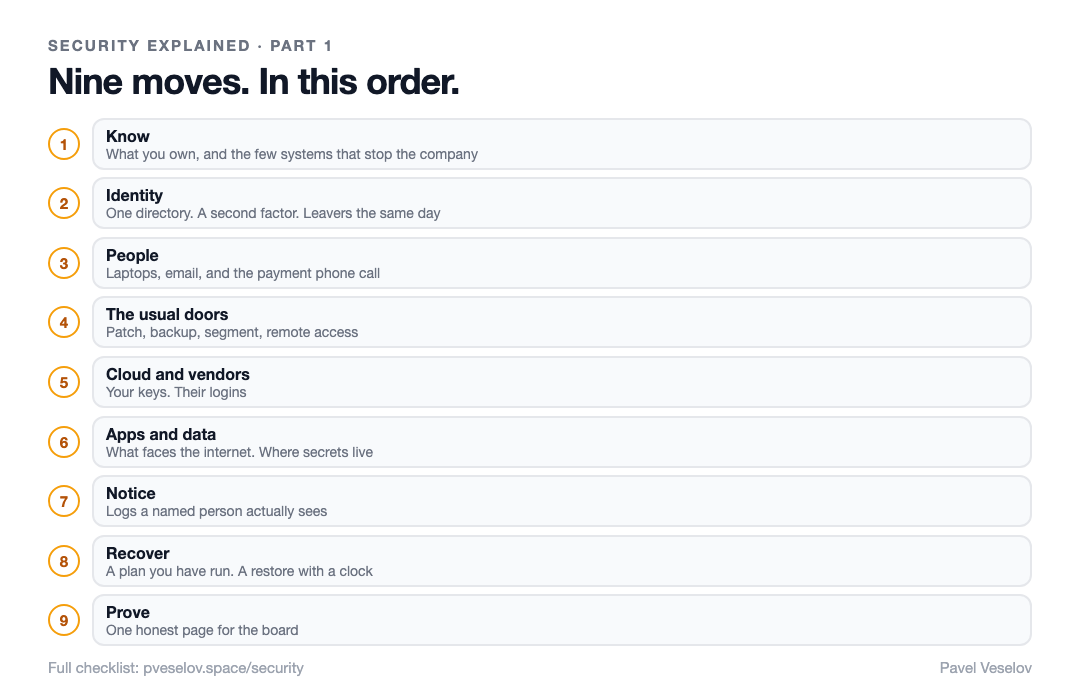 SECURITY EXPLAINED · PART 1
Nine moves. In this order.
1
Know
What you own, and the few systems that stop the company
2
Identity
One directory. A second factor. Leavers the same day
3
People
Laptops, email, and the payment phone call
4
The usual doors
Patch, backup, segment, remote access
5
Cloud and vendors
Your keys. Their logins
6
Apps and data
What faces the internet. Where secrets live
7
Notice
Logs a named person actually sees
8
Recover
A plan you have run. A restore with a clock
9
Prove
One honest page for the board
Full checklist: pveselov.space/security
Pavel Veselov